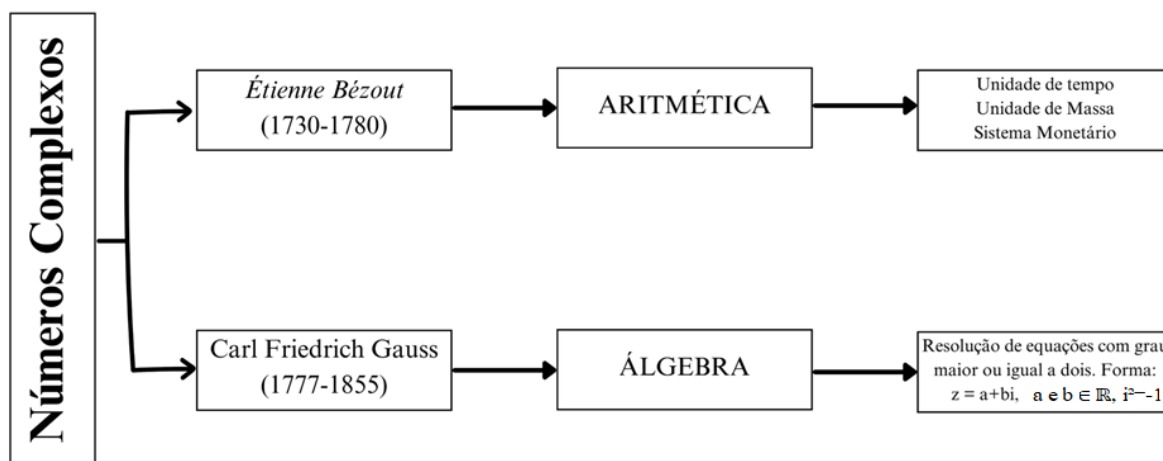 Números Complexos
Étienne Bézout
(1730-1780)
ARITMÉTICA
Unidade de tempo
Unidade de Massa
Sistema Monetário
Carl Friedrich Gauss
(1777-1855)
ÁLGEBRA
Resolução de equações com grau
maior ou igual a dois. Forma:
z = a+bi, a e b ∈ ℝ, i²=-1